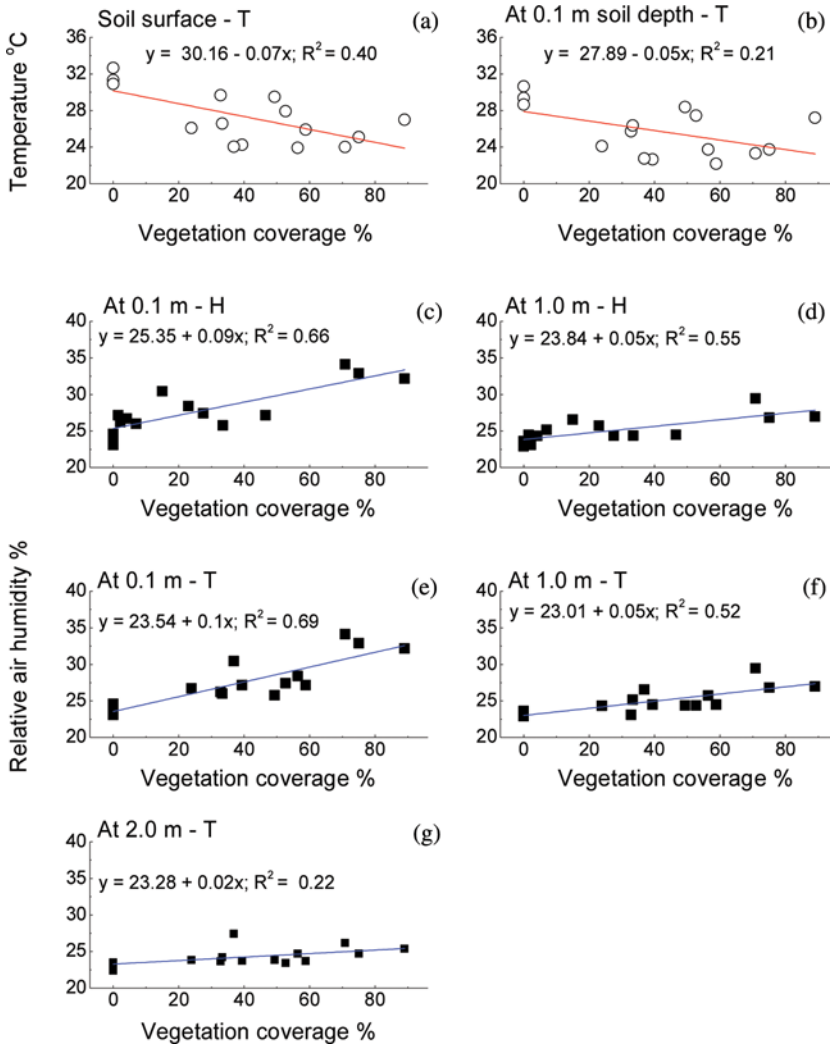 Soil surface - T
(a)
y = 30.16 - 0.07x; R² = 0.40
36
32
28
24
20
0 20 40 60 80
Vegetation coverage %
Temperature °C
At 0.1 m soil depth - T
(b)
y = 27.89 - 0.05x; R² = 0.21
36
32
28
24
20
0 20 40 60 80
Vegetation coverage %
At 0.1 m - H
(c)
y = 25.35 + 0.09x; R² = 0.66
40
35
30
25
20
0 20 40 60 80
Vegetation coverage %
At 1.0 m - H
(d)
y = 23.84 + 0.05x; R² = 0.55
40
35
30
25
20
0 20 40 60 80
Vegetation coverage %
Relative air humidity %
At 0.1 m - T
(e)
y = 23.54 + 0.1x; R² = 0.69
40
35
30
25
20
0 20 40 60 80
Vegetation coverage %
At 1.0 m - T
(f)
y = 23.01 + 0.05x; R² = 0.52
40
35
30
25
20
0 20 40 60 80
Vegetation coverage %
At 2.0 m - T
(g)
y = 23.28 + 0.02x; R² = 0.22
40
35
30
25
20
0 20 40 60 80
Vegetation coverage %